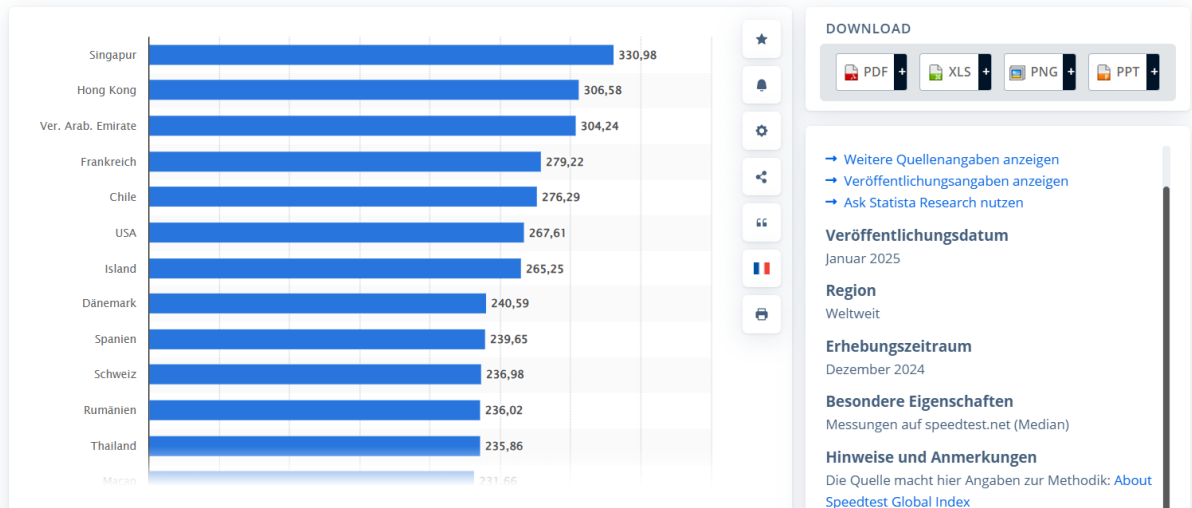 Singapur 330,98
Hong Kong 306,58
Ver. Arab. Emirate 304,24
Frankreich 279,22
Chile 276,29
USA 267,61
Island 265,25
Dänemark 240,59
Spanien 239,65
Schweiz 236,98
Rumänien 236,02
Thailand 235,86
Macao 231,66
DOWNLOAD
PDF + XLS + PNG + PPT +
→ Weitere Quellenangaben anzeigen
→ Veröffentlichungsangaben anzeigen
→ Ask Statista Research nutzen
Veröffentlichungsdatum
Januar 2025
Region
Weltweit
Erhebungszeitraum
Dezember 2024
Besondere Eigenschaften
Messungen auf speedtest.net (Median)
Hinweise und Anmerkungen
Die Quelle macht hier Angaben zur Methodik: About
Speedtest Global Index